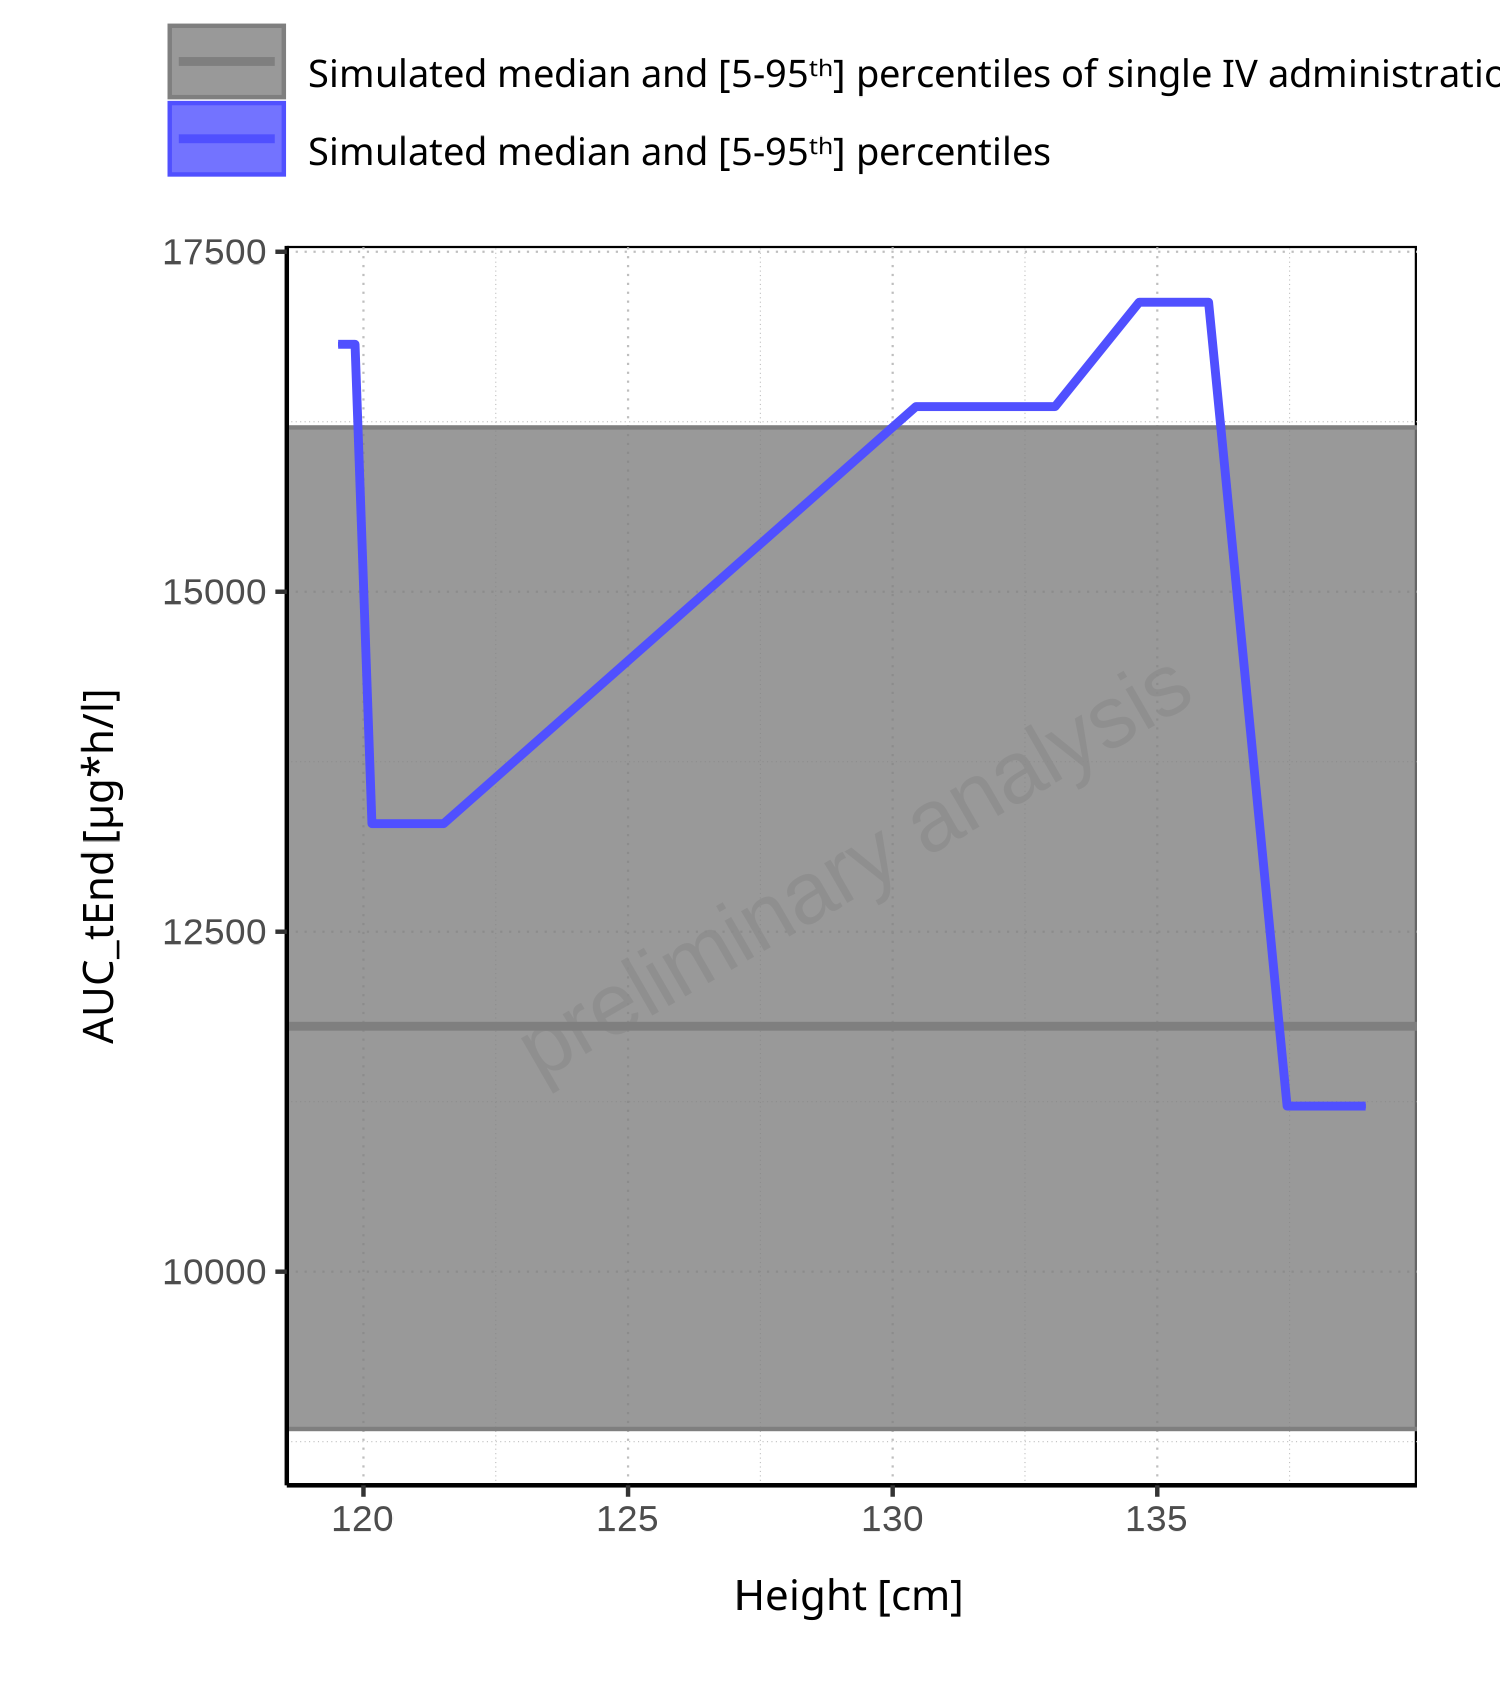 Simulated median and [5-95th] percentiles of single IV administratio
Simulated median and [5-95th] percentiles
17500
15000
12500
10000
AUC_tEnd [µg*h/l]
preliminary analysis
120 125 130 135
Height [cm]